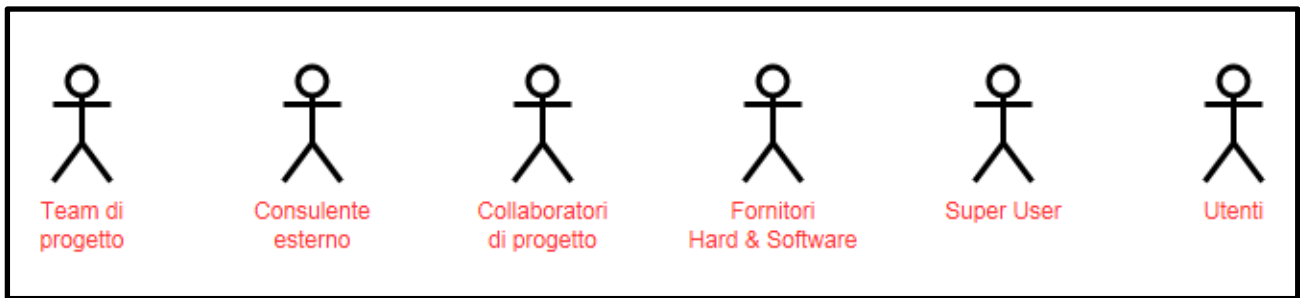 Team di
progetto
Consulente
esterno
Collaboratori
di progetto
Fornitori
Hard & Software
Super User
Utenti